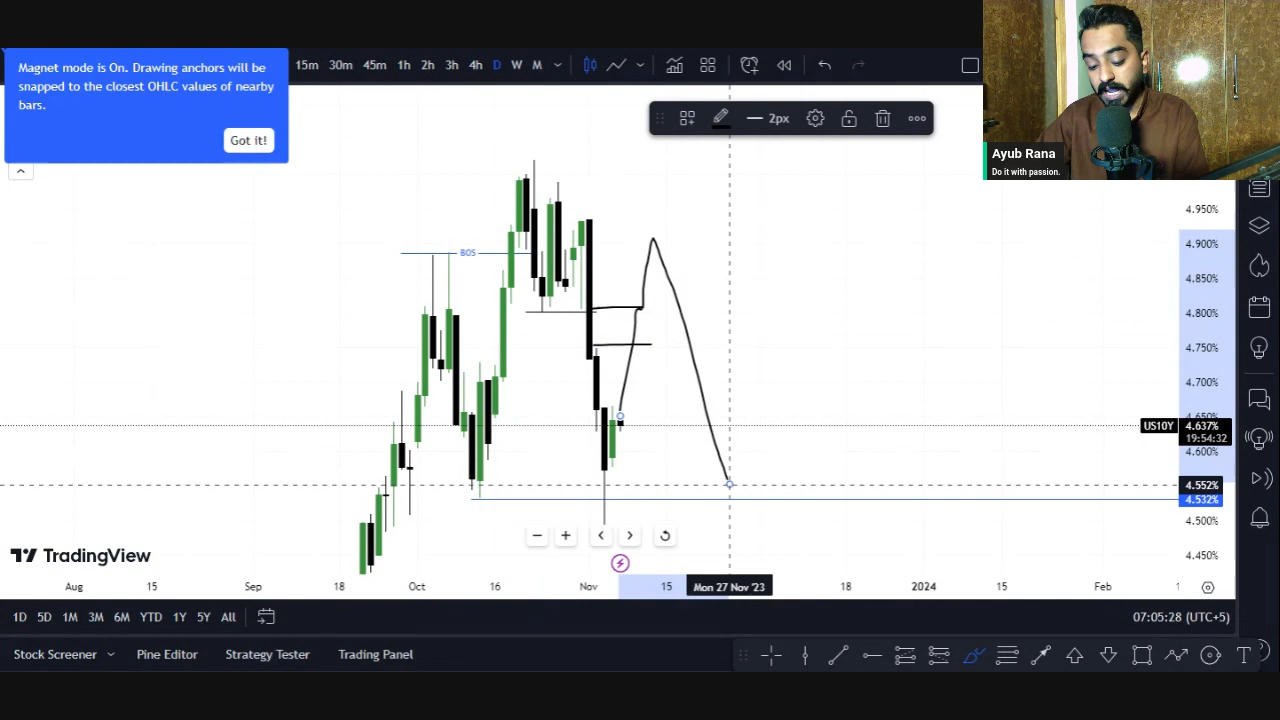 Magnet mode is On. Drawing anchors will be
snapped to the closest OHLC values of nearby
bars.
Got it!
15m 30m 45m 1h 2h 3h 4h D W M
2px
Ayub Rana
Do it with passion.
BOS
4.950%
4.900%
4.850%
4.800%
4.750%
4.700%
4.650%
US10Y 4.637%
19:54:32
4.600%
4.552%
4.532%
4.500%
4.450%
TradingView
Aug 15 Sep 18 Oct 16 Nov 15 Mon 27 Nov '23 18 2024 15 Feb 1
1D 5D 1M 3M 6M YTD 1Y 5Y All 07:05:28 (UTC+5)
Stock Screener Pine Editor Strategy Tester Trading Panel